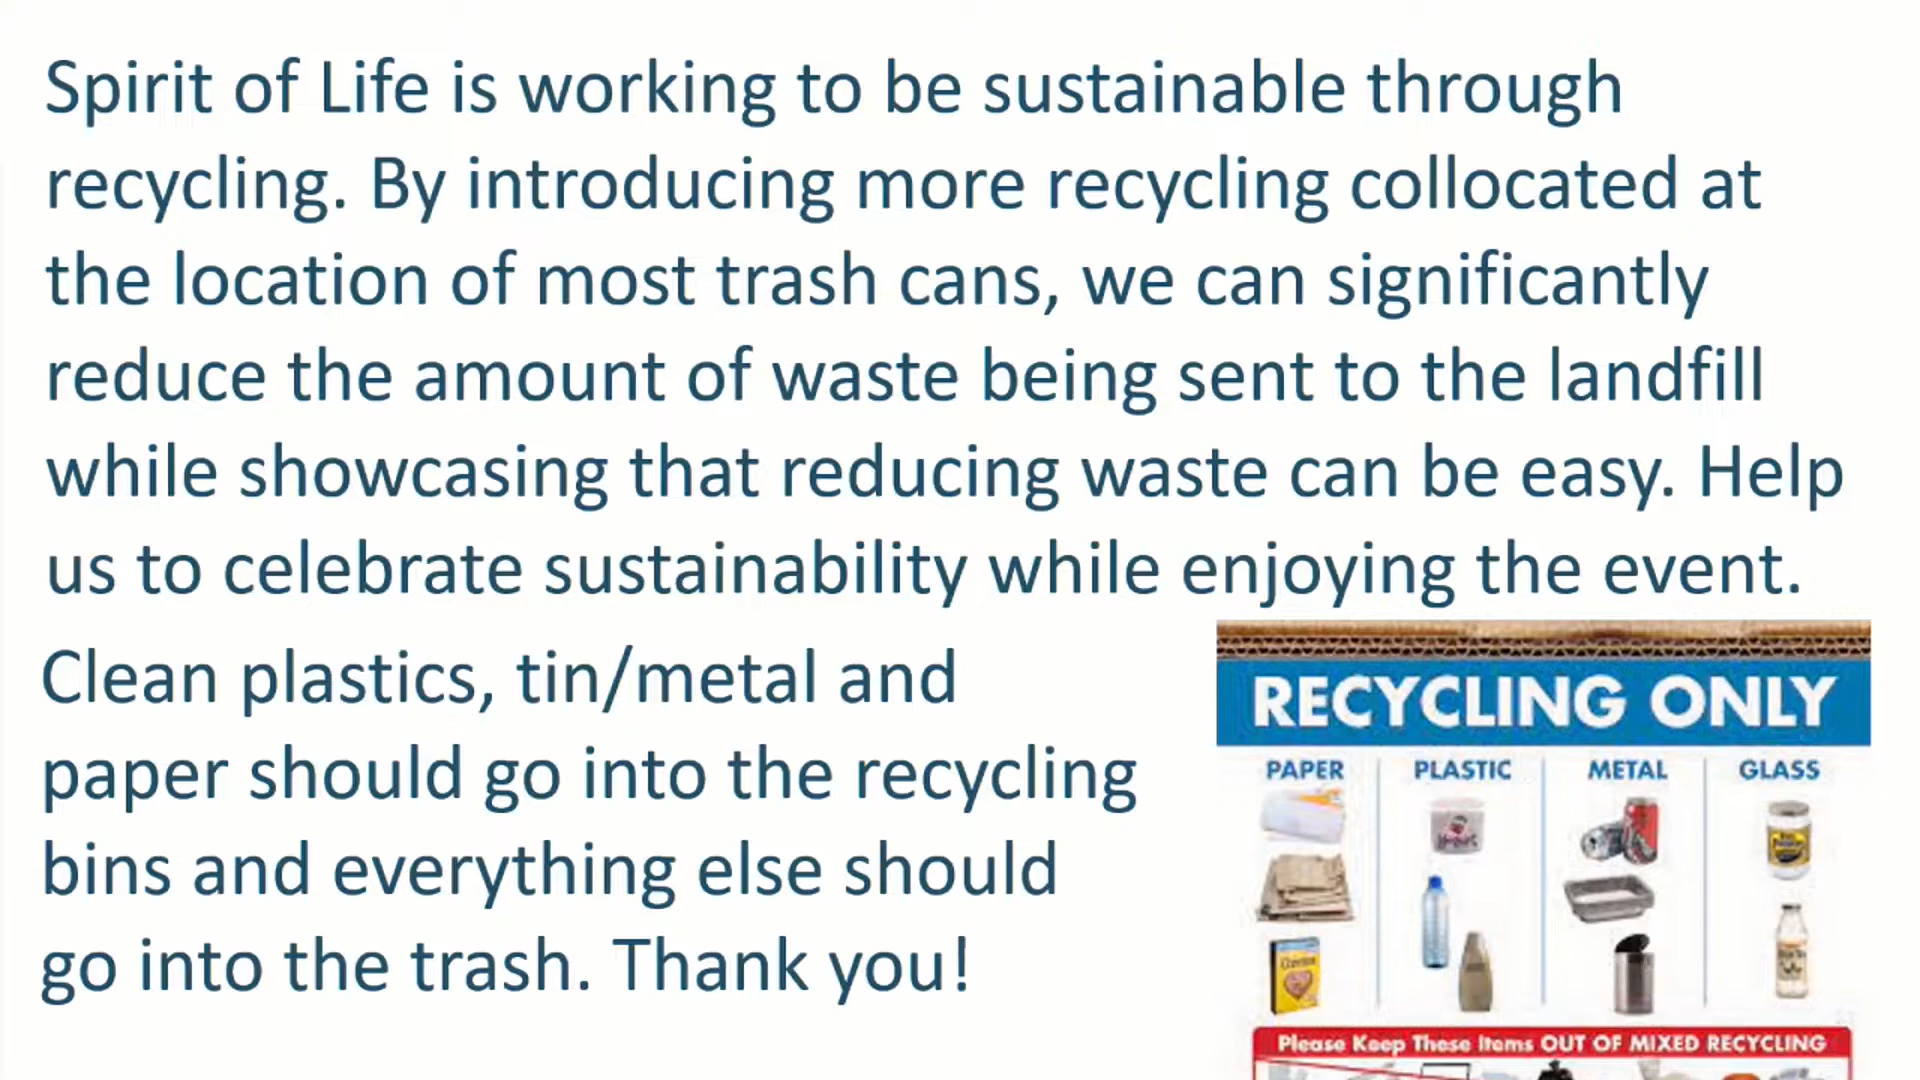 Spirit of Life is working to be sustainable through
recycling. By introducing more recycling collocated at
the location of most trash cans, we can significantly
reduce the amount of waste being sent to the landfill
while showcasing that reducing waste can be easy. Help
us to celebrate sustainability while enjoying the event.
Clean plastics, tin/metal and
paper should go into the recycling
bins and everything else should
go into the trash. Thank you!
RECYCLING ONLY
PAPER PLASTIC METAL GLASS
Please Keep These Items OUT OF MIXED RECYCLING